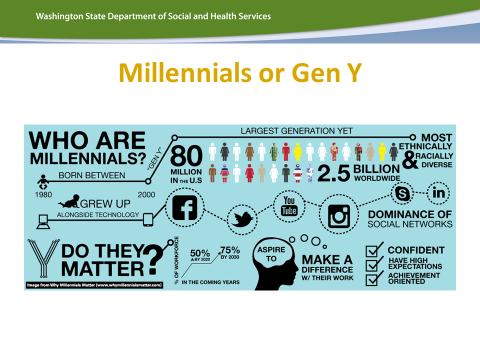 Washington State Department of Social and Health Services
Millennials or Gen Y
WHO ARE
MILLENNIALS?
"GEN Y"
BORN BETWEEN
1980
2000
GREW UP
ALONGSIDE TECHNOLOGY
LARGEST GENERATION YET
80
MILLION
IN THE U.S
2.5 BILLION
WORLDWIDE
MOST
ETHNICALLY
& RACIALLY
DIVERSE
f
You
Tube
S
in
DOMINANCE OF
SOCIAL NETWORKS
Y DO THEY
MATTER?
% OF WORKFORCE
50%
BY 2020
75%
BY 2030
IN THE COMING YEARS
ASPIRE
TO
MAKE A
DIFFERENCE
W/ THEIR WORK
CONFIDENT
HAVE HIGH
EXPECTATIONS
ACHIEVEMENT
ORIENTED
Image from Why Millennials Matter (www.whymillennialsmatter.com)